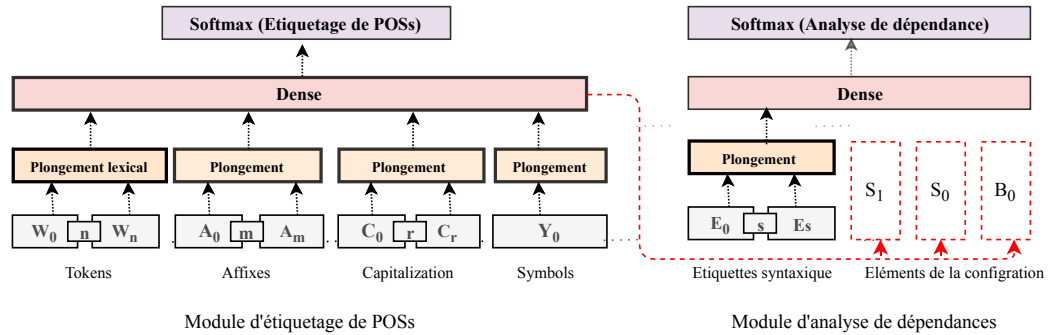 Softmax (Etiquetage de POSs)
Softmax (Analyse de dépendance)
Dense
Dense
Plongement lexical
Plongement
Plongement
Plongement
Plongement
W0 n Wn
A0 m Am
C0 r Cr
Y0
E0 s Es
S1
S0
B0
Tokens
Affixes
Capitalization
Symbols
Etiquettes syntaxique
Eléments de la configration
Module d'étiquetage de POSs
Module d'analyse de dépendances